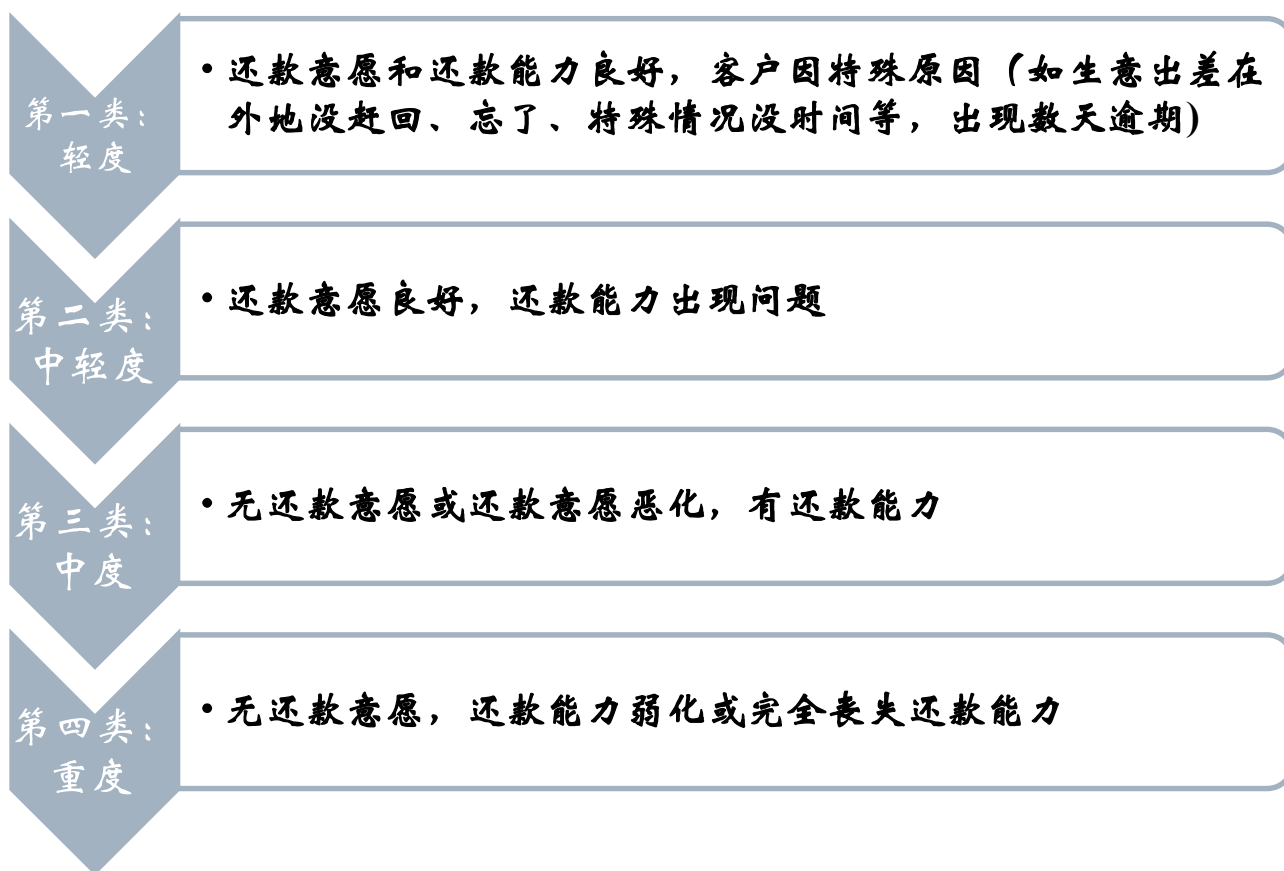 第一类：
轻度
• 还款意愿和还款能力良好，客户因特殊原因（如生意出差在
外地没赶回、忘了、特殊情况没时间等，出现数天逾期)
第二类：
中轻度
• 还款意愿良好，还款能力出现问题
第三类：
中度
• 无还款意愿或还款意愿恶化，有还款能力
第四类：
重度
• 无还款意愿，还款能力弱化或完全丧失还款能力